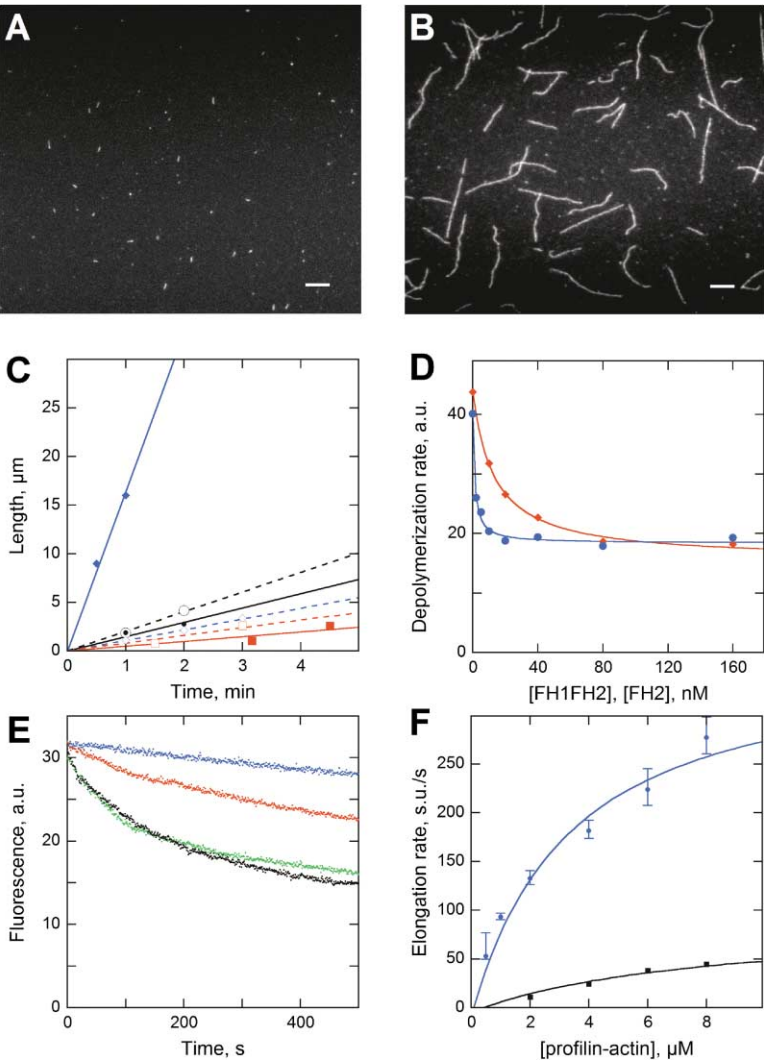 A
B
C
Length, µm
25
20
15
10
5
0
0
1
2
3
4
Time, min
D
Depolymerization rate, a.u.
40
20
0
0
40
80
120
160
[FH1FH2], [FH2], nM
E
Fluorescence, a.u.
30
20
10
0
0
200
400
Time, s
F
Elongation rate, s.u./s
250
200
150
100
50
0
2
4
6
8
[profilin-actin], µM